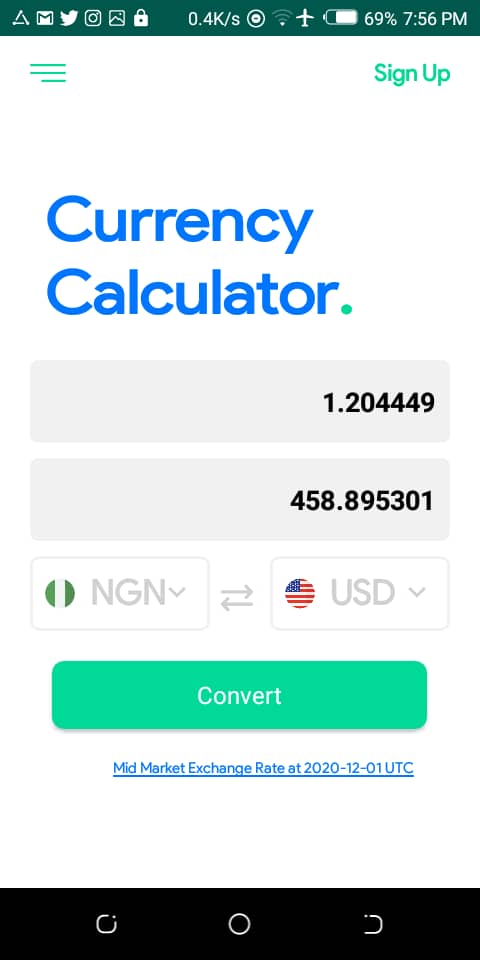 0.4K/s 69% 7:56 PM
Sign Up
Currency
Calculator.
1.204449
458.895301
NGN USD
Convert
Mid Market Exchange Rate at 2020-12-01 UTC